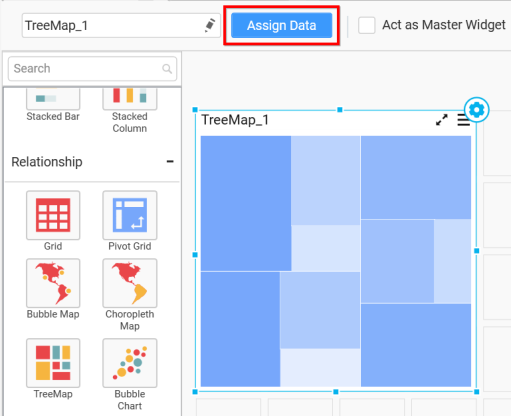 TreeMap_1
Assign Data
Act as Master Widget
Search
Stacked Bar
Stacked
Column
Relationship
Grid
Pivot Grid
Bubble Map
Choropleth
Map
TreeMap
Bubble
Chart
TreeMap_1